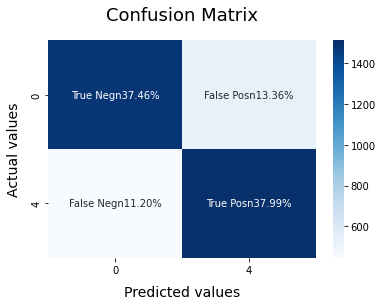 Confusion Matrix
True Negn37.46% False Posn13.36%
False Negn11.20% True Posn37.99%
0
4
Actual values
0 4
Predicted values
1400
1200
1000
800
600